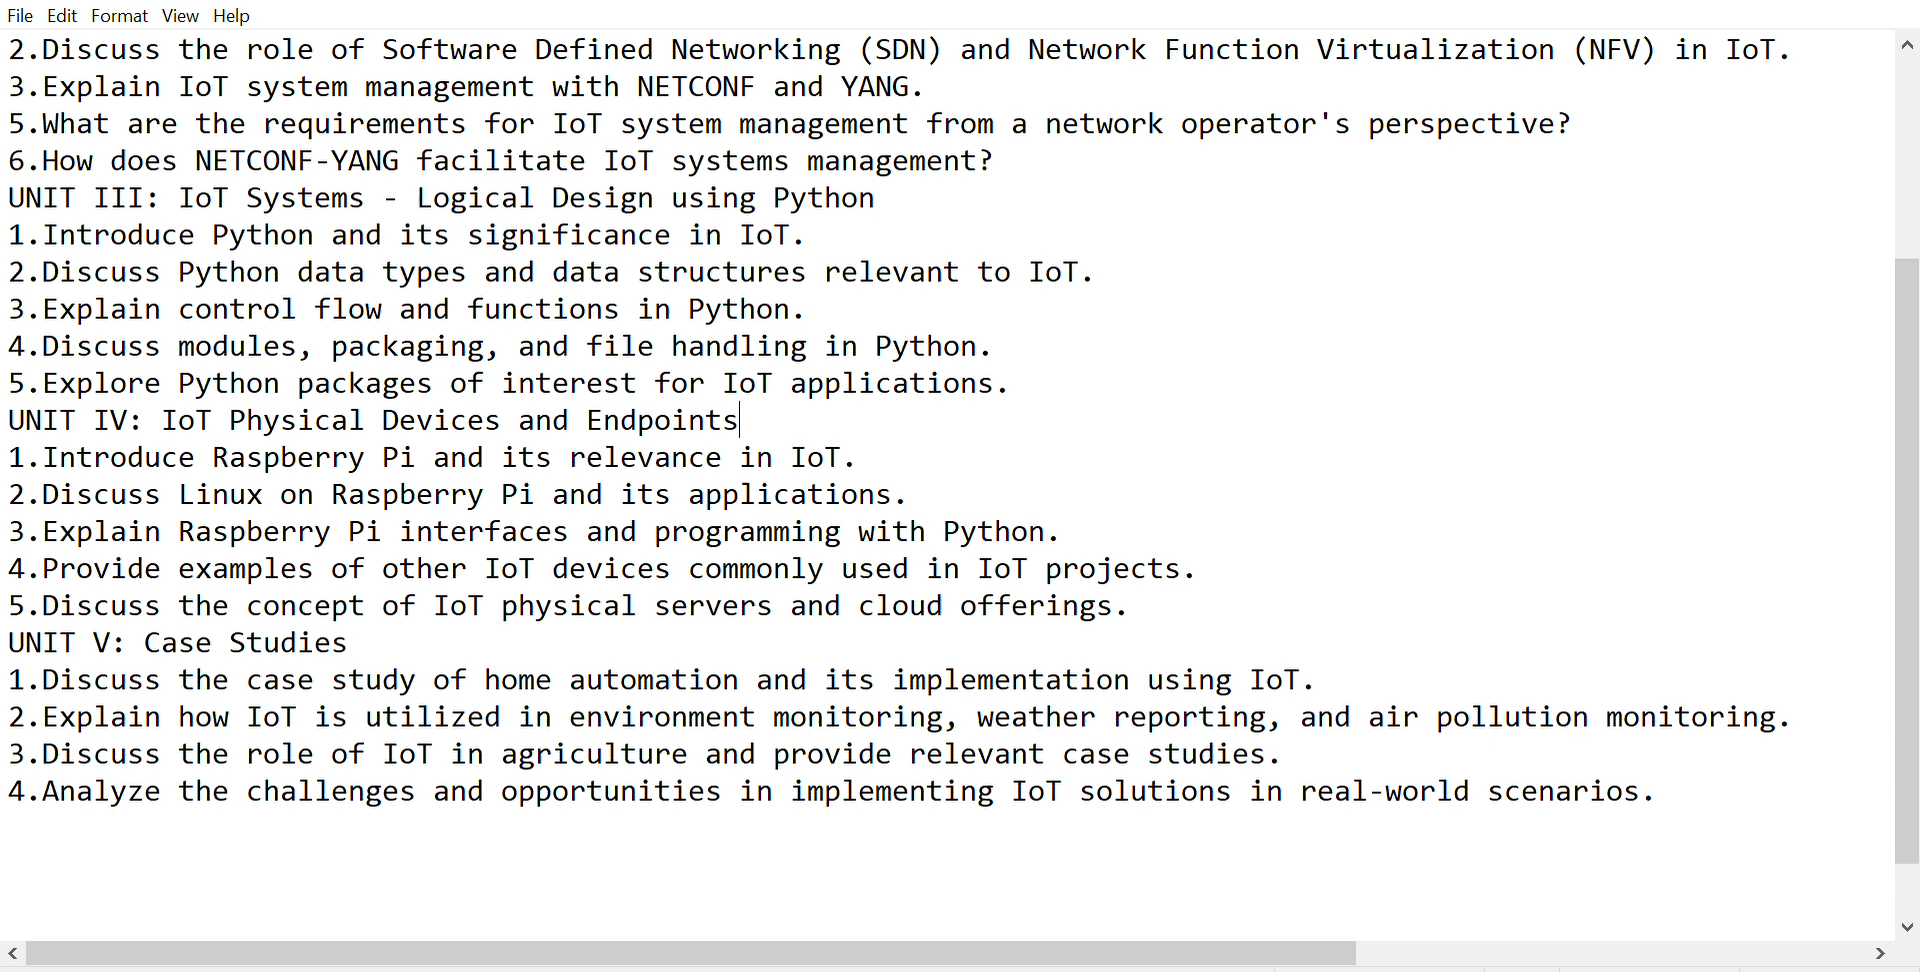 File Edit Format View Help
2.Discuss the role of Software Defined Networking (SDN) and Network Function Virtualization (NFV) in IoT.
3.Explain IoT system management with NETCONF and YANG.
5.What are the requirements for IoT system management from a network operator's perspective?
6.How does NETCONF-YANG facilitate IoT systems management?
UNIT III: IoT Systems - Logical Design using Python
1.Introduce Python and its significance in IoT.
2.Discuss Python data types and data structures relevant to IoT.
3.Explain control flow and functions in Python.
4.Discuss modules, packaging, and file handling in Python.
5.Explore Python packages of interest for IoT applications.
UNIT IV: IoT Physical Devices and Endpoints
1.Introduce Raspberry Pi and its relevance in IoT.
2.Discuss Linux on Raspberry Pi and its applications.
3.Explain Raspberry Pi interfaces and programming with Python.
4.Provide examples of other IoT devices commonly used in IoT projects.
5.Discuss the concept of IoT physical servers and cloud offerings.
UNIT V: Case Studies
1.Discuss the case study of home automation and its implementation using IoT.
2.Explain how IoT is utilized in environment monitoring, weather reporting, and air pollution monitoring.
3.Discuss the role of IoT in agriculture and provide relevant case studies.
4.Analyze the challenges and opportunities in implementing IoT solutions in real-world scenarios.